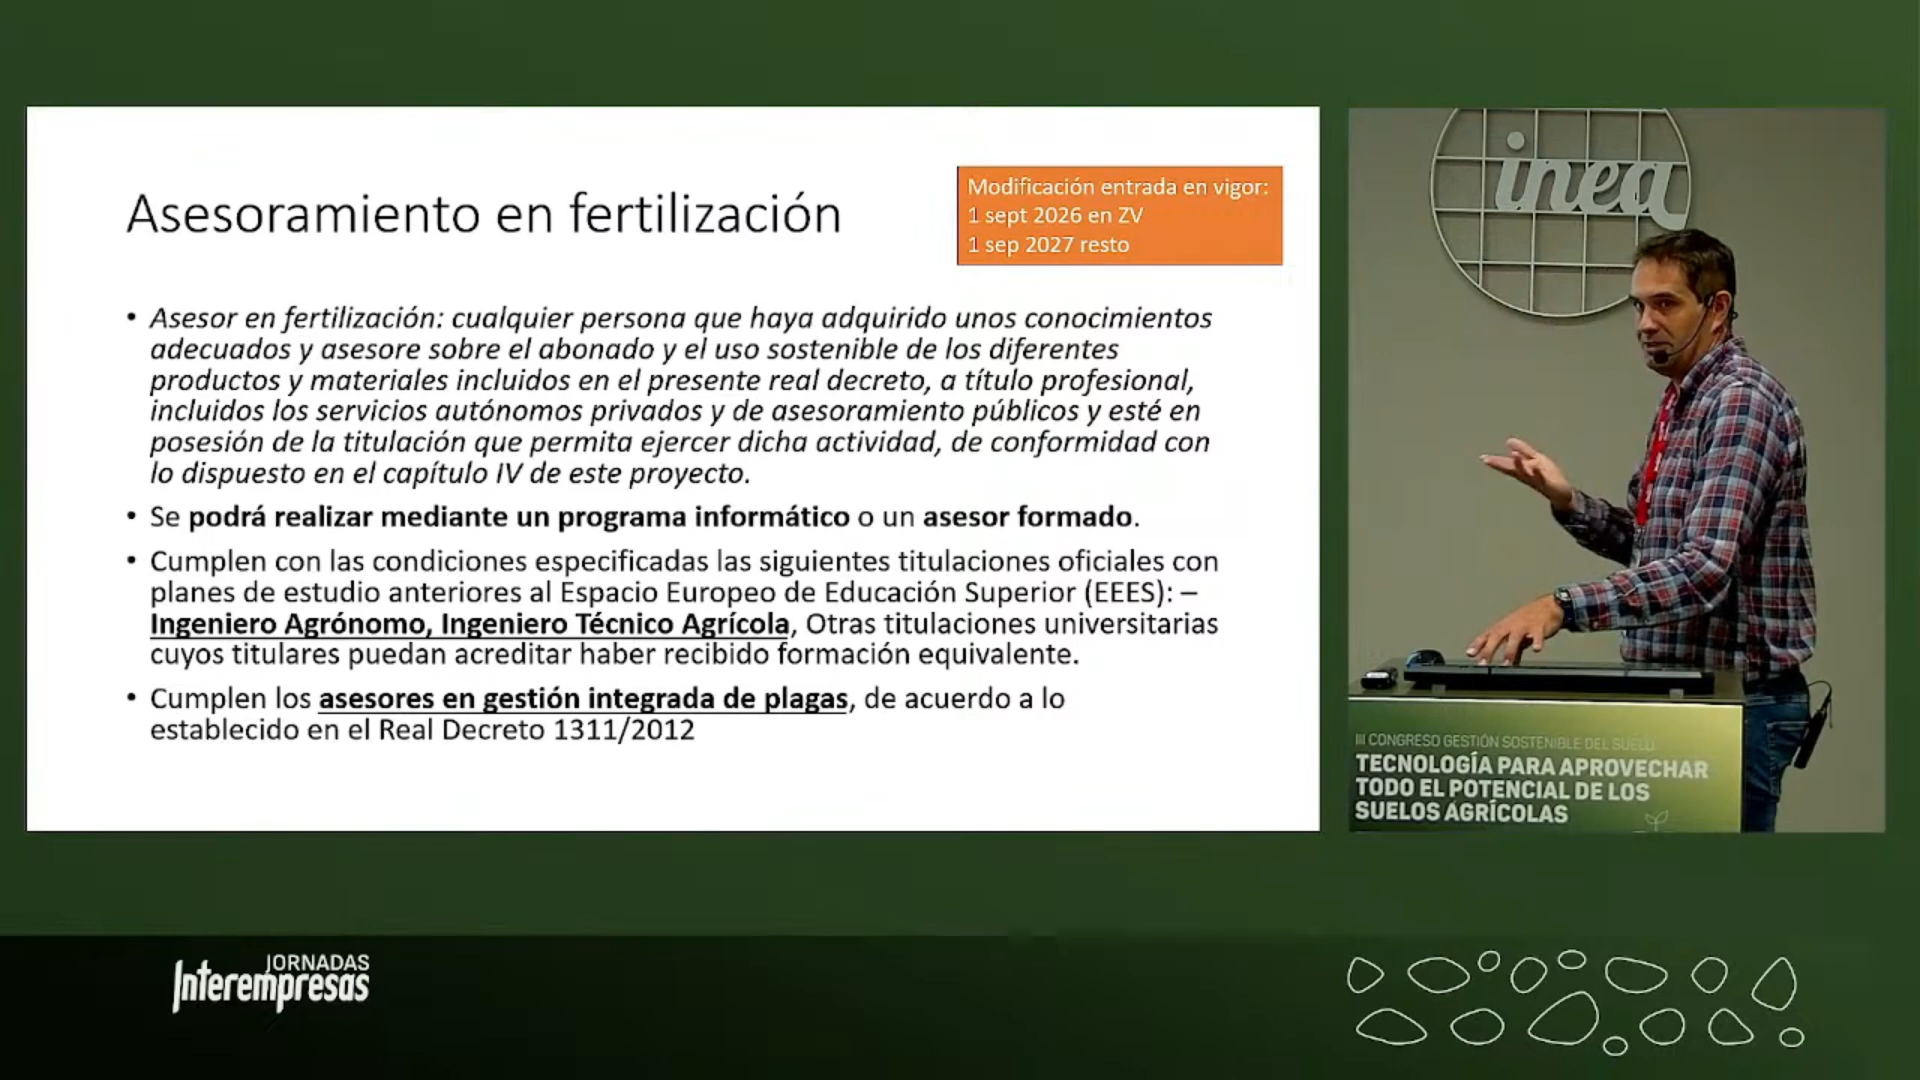 Asesoramiento en fertilización
Modificación entrada en vigor:
1 sept 2026 en ZV
1 sep 2027 resto
• Asesor en fertilización: cualquier persona que haya adquirido unos conocimientos
adecuados y asesore sobre el abonado y el uso sostenible de los diferentes
productos y materiales incluidos en el presente real decreto, a título profesional,
incluidos los servicios autónomos privados y de asesoramiento públicos y esté en
posesión de la titulación que permita ejercer dicha actividad, de conformidad con
lo dispuesto en el capítulo IV de este proyecto.
• Se podrá realizar mediante un programa informático o un asesor formado.
• Cumplen con las condiciones especificadas las siguientes titulaciones oficiales con
planes de estudio anteriores al Espacio Europeo de Educación Superior (EEES): –
Ingeniero Agrónomo, Ingeniero Técnico Agrícola, Otras titulaciones universitarias
cuyos titulares puedan acreditar haber recibido formación equivalente.
• Cumplen los asesores en gestión integrada de plagas, de acuerdo a lo
establecido en el Real Decreto 1311/2012
inea
III CONGRESO GESTIÓN SOSTENIBLE DEL SUELO
TECNOLOGÍA PARA APROVECHAR
TODO EL POTENCIAL DE LOS
SUELOS AGRÍCOLAS
JORNADAS
Interempresas